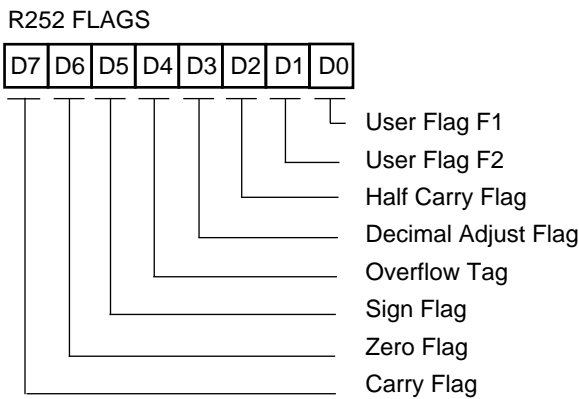 R252 FLAGS
D7 D6 D5 D4 D3 D2 D1 D0
User Flag F1
User Flag F2
Half Carry Flag
Decimal Adjust Flag
Overflow Tag
Sign Flag
Zero Flag
Carry Flag